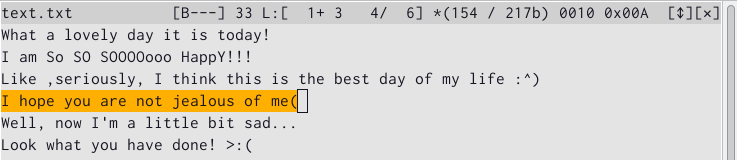 text.txt [B---] 33 L:[ 1+ 3 4/ 6] *(154 / 217b) 0010 0x00A [↕][×]
What a lovely day it is today!
I am So SO SOOOOooo HappY!!!
Like ,seriously, I think this is the best day of my life :^)
I hope you are not jealous of me(
Well, now I'm a little bit sad...
Look what you have done! >:(